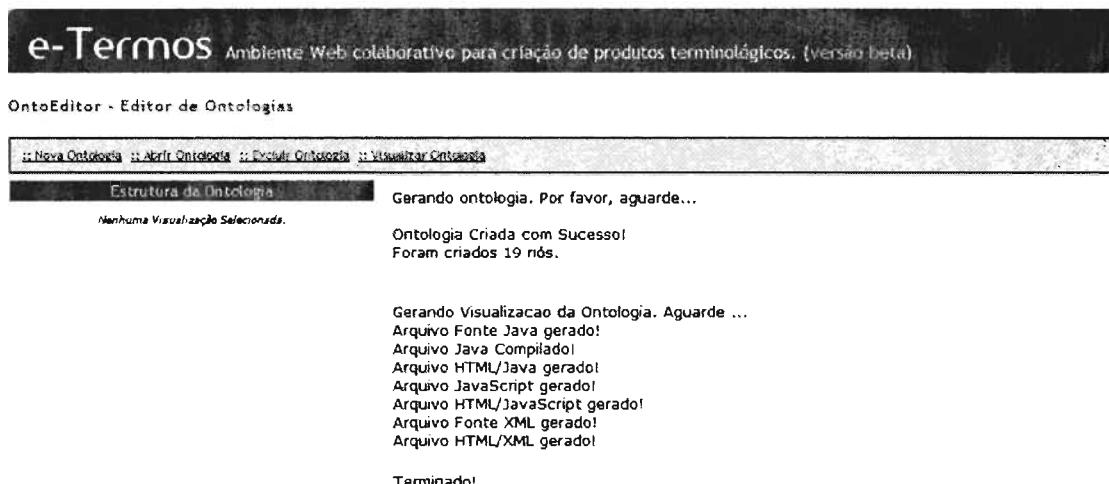 e-Termos Ambiente Web colaborativo para criação de produtos terminológicos. (versão beta)
OntoEditor - Editor de Ontologias
:: Nova Ontologia :: Abrir Ontologia :: Excluir Ontologia :: Visualizar Ontologia
Estrutura da Ontologia
Nenhuma Visualização Selecionada.
Gerando ontologia. Por favor, aguarde...
Ontologia Criada com Sucesso!
Foram criados 19 nós.
Gerando Visualizacao da Ontologia. Aguarde ...
Arquivo Fonte Java gerado!
Arquivo Java Compilado!
Arquivo HTML/Java gerado!
Arquivo JavaScript gerado!
Arquivo HTML/JavaScript gerado!
Arquivo Fonte XML gerado!
Arquivo HTML/XML gerado!
Terminado!